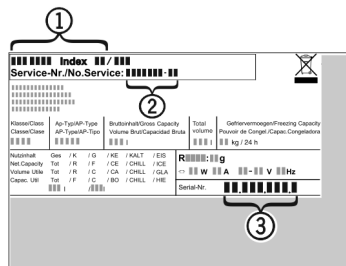 1
Index /
Service-Nr./No.Service: -
2
Klasse/Class Ap-Typ/AP-Type Bruttoinhalt/Gross Capacity Total Gefriervermoegen/Freezing Capacity
Classe/Clase AP-Type/AP-Tipo Volume Brut/Capacidad Bruta volume Pouvoir de Congel./Capac.Congeladora
l l kg / 24 h
Nutzinhalt Ges / K / G / KE / KALT / EIS
Net.Capacity Tot / R / F / CE / CHILL / ICE
Volume Utile Tot / R / C / CA / CHILL / GLA
Capac. Util Tot / F / C / BO / CHILL / HIE
l / l
R : g
W A - V Hz
Serial-Nr. . . .
3